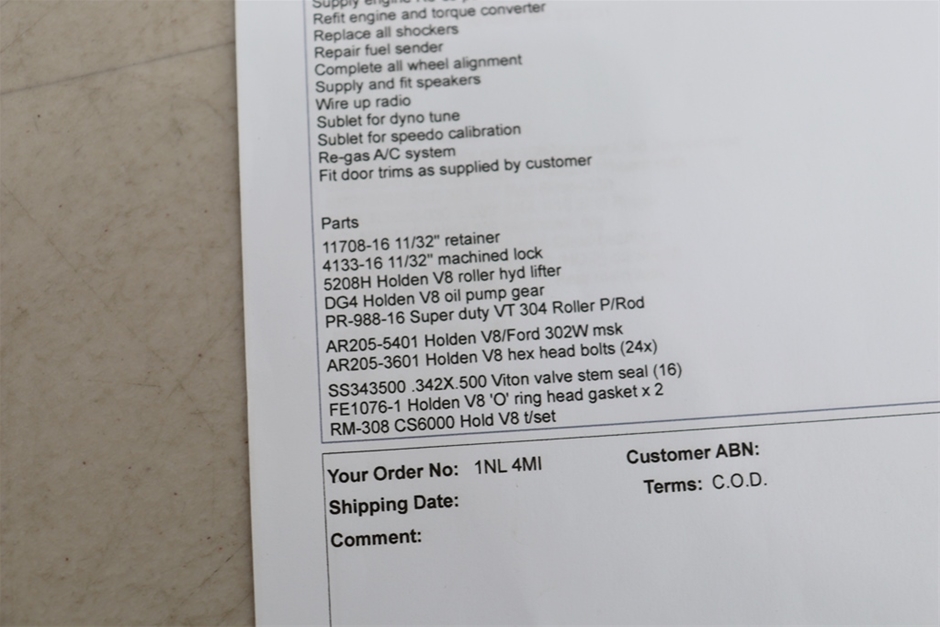 Supply engine
Refit engine and torque converter
Replace all shockers
Repair fuel sender
Complete all wheel alignment
Supply and fit speakers
Wire up radio
Sublet for dyno tune
Sublet for speedo calibration
Re-gas A/C system
Fit door trims as supplied by customer
Parts
11708-16 11/32" retainer
4133-16 11/32" machined lock
5208H Holden V8 roller hyd lifter
DG4 Holden V8 oil pump gear
PR-988-16 Super duty VT 304 Roller P/Rod
AR205-5401 Holden V8/Ford 302W msk
AR205-3601 Holden V8 hex head bolts (24x)
SS343500 .342X.500 Viton valve stem seal (16)
FE1076-1 Holden V8 'O' ring head gasket x 2
RM-308 CS6000 Hold V8 t/set
Your Order No: 1NL 4MI Customer ABN:
Shipping Date: Terms: C.O.D.
Comment: